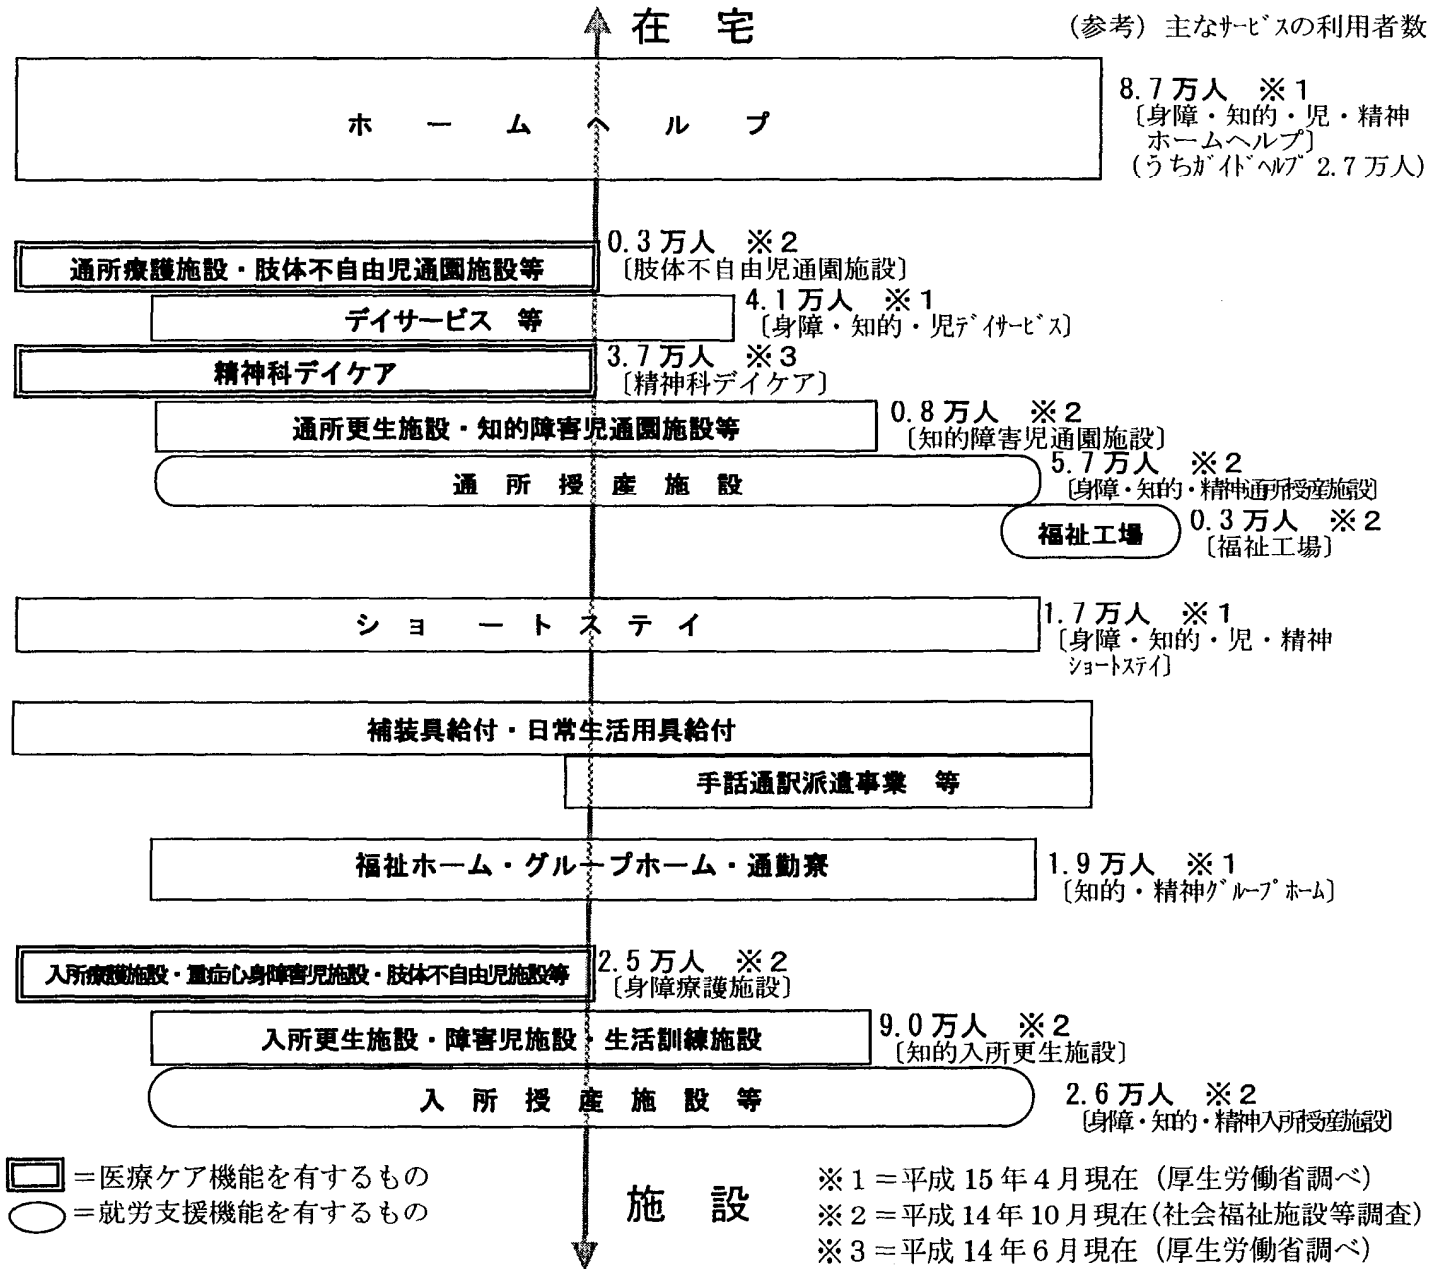 在　宅
(参考) 主なｻｰﾋﾞｽの利用者数
ホームヘルプ
8.7万人　※1
〔身障・知的・児・精神
ホームヘルプ〕
(うちｶﾞｲﾄﾞﾍﾙﾌﾟ 2.7万人)
通所療護施設・肢体不自由児通園施設等
0.3万人　※2
〔肢体不自由児通園施設〕
デイサービス　等
4.1万人　※1
〔身障・知的・児ﾃﾞｲｻｰﾋﾞｽ〕
精神科デイケア
3.7万人　※3
〔精神科デイケア〕
通所更生施設・知的障害児通園施設等
0.8万人　※2
〔知的障害児通園施設〕
通所授産施設
5.7万人　※2
〔身障・知的・精神通所授産施設〕
福祉工場
0.3万人　※2
〔福祉工場〕
ショートステイ
1.7万人　※1
〔身障・知的・児・精神
ｼｮｰﾄｽﾃｲ〕
補装具給付・日常生活用具給付
手話通訳派遣事業　等
福祉ホーム・グループホーム・通勤寮
1.9万人　※1
〔知的・精神ｸﾞﾙｰﾌﾟﾎｰﾑ〕
入所療護施設・重症心身障害児施設・肢体不自由児施設等
2.5万人　※2
〔身障療護施設〕
入所更生施設・障害児施設・生活訓練施設
9.0万人　※2
〔知的入所更生施設〕
入所授産施設等
2.6万人　※2
〔身障・知的・精神入所授産施設〕
＝医療ケア機能を有するもの
＝就労支援機能を有するもの
施　設
※1＝平成15年4月現在（厚生労働省調べ）
※2＝平成14年10月現在(社会福祉施設等調査)
※3＝平成14年6月現在（厚生労働省調べ）